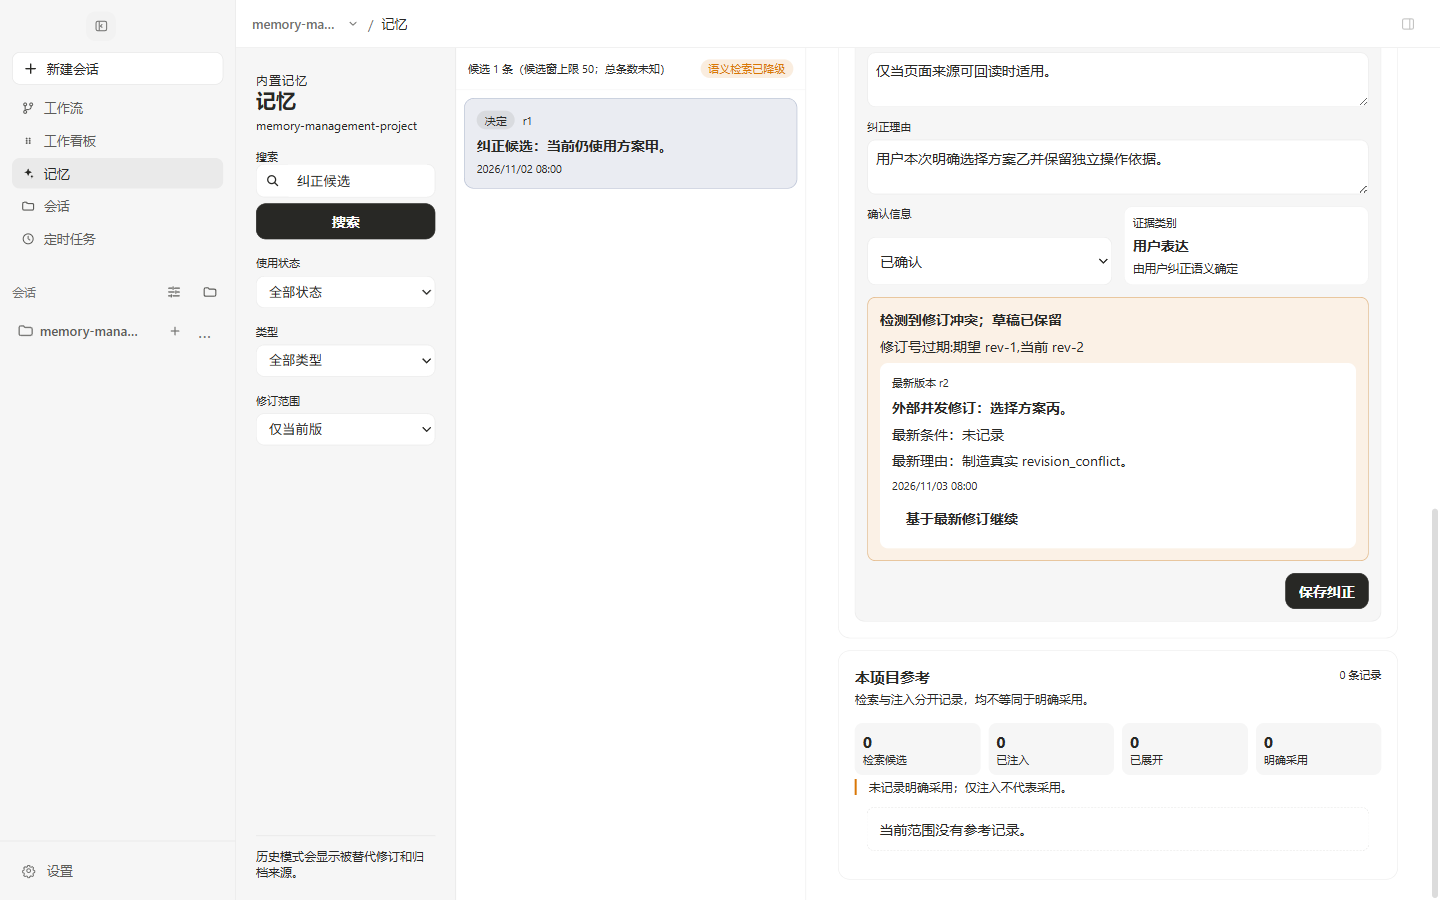 新建会话
工作流
工作看板
记忆
会话
定时任务
会话
memory-mana...
...
设置
memory-ma...
/ 记忆
内置记忆
记忆
memory-management-project
搜索
纠正候选
搜索
使用状态
全部状态
类型
全部类型
修订范围
仅当前版
历史模式会显示被替代修订和归
档来源。
候选 1 条（候选窗上限 50；总条数未知）
语义检索已降级
决定 r1
纠正候选：当前仍使用方案甲。
2026/11/02 08:00
仅当页面来源可回读时适用。
纠正理由
用户本次明确选择方案乙并保留独立操作依据。
确认信息
已确认
证据类别
用户表达
由用户纠正语义确定
检测到修订冲突；草稿已保留
修订号过期:期望 rev-1,当前 rev-2
最新版本 r2
外部并发修订：选择方案丙。
最新条件：未记录
最新理由：制造真实 revision_conflict。
2026/11/03 08:00
基于最新修订继续
保存纠正
本项目参考
0 条记录
检索与注入分开记录，均不等同于明确采用。
0
检索候选
0
已注入
0
已展开
0
明确采用
未记录明确采用；仅注入不代表采用。
当前范围没有参考记录。